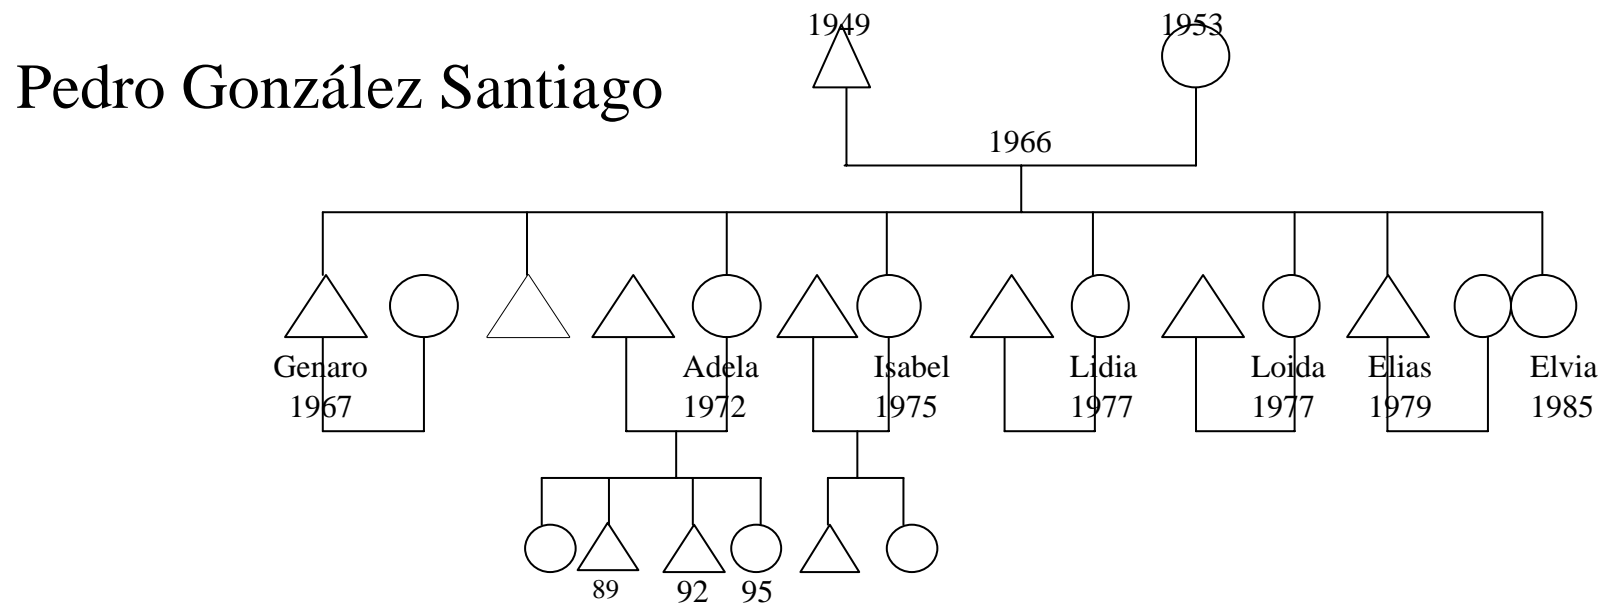 1949 1953
Pedro González Santiago
1966
Genaro Adela Isabel Lidia Loida Elias Elvia
1967 1972 1975 1977 1977 1979 1985
89 92 95